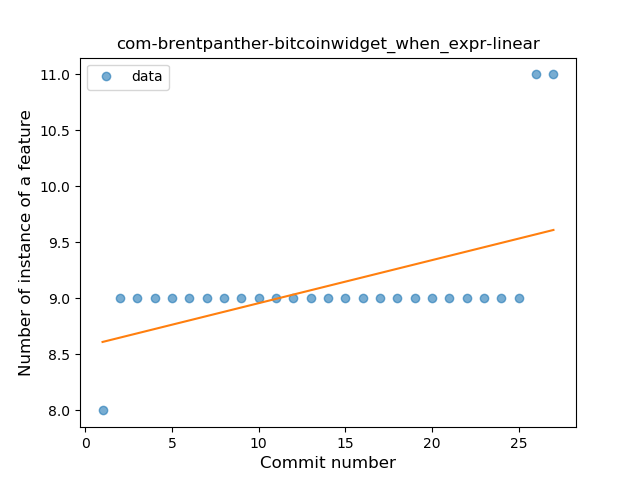 com-brentpanther-bitcoinwidget_when_expr-linear
data
Number of instance of a feature
11.0
10.5
10.0
9.5
9.0
8.5
8.0
0 5 10 15 20 25
Commit number